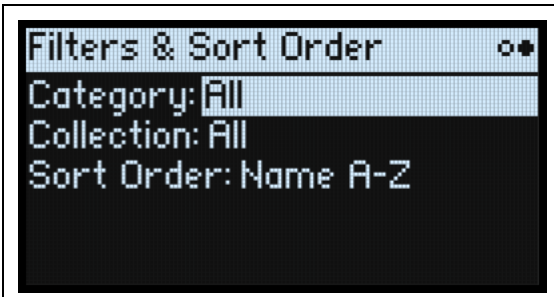 Filters & Sort Order
Category: All
Collection: All
Sort Order: Name A-Z